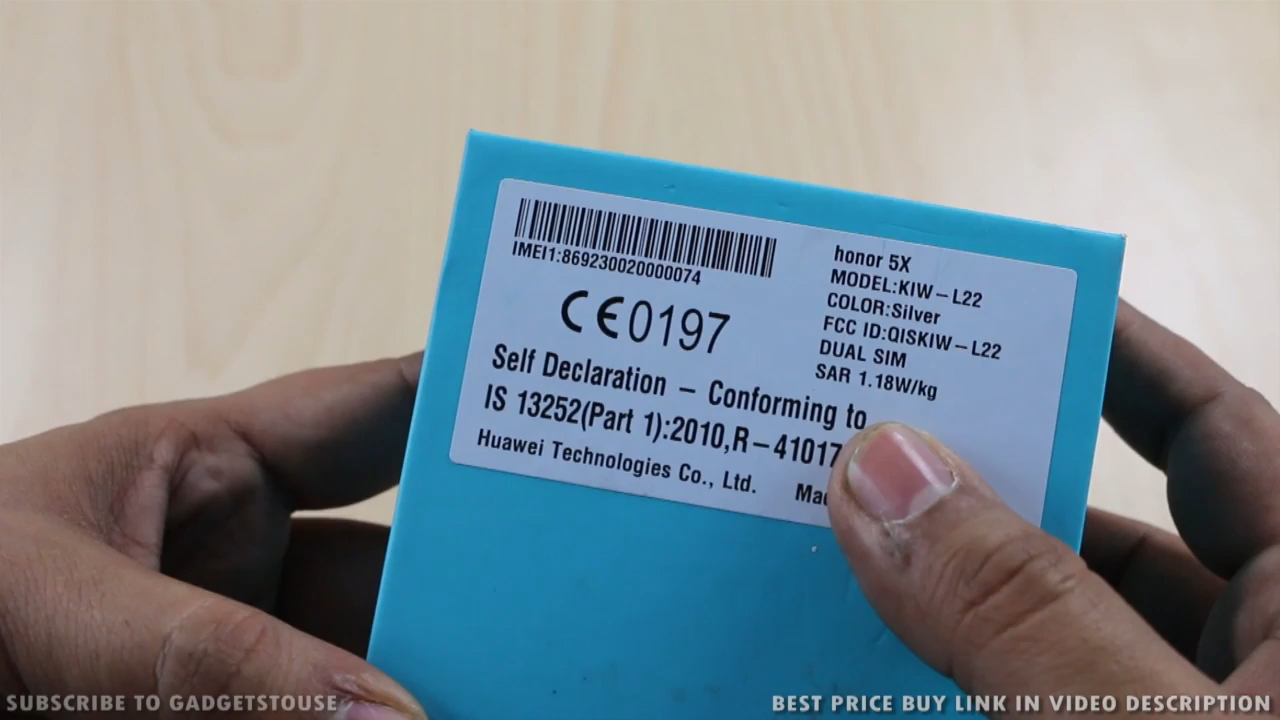 IMEI1:869230020000074
CE0197
Self Declaration – Conforming to
IS 13252(Part 1):2010,R–41017
Huawei Technologies Co., Ltd.
honor 5X
MODEL:KIW–L22
COLOR:Silver
FCC ID:QISKIW–L22
DUAL SIM
SAR 1.18W/kg
SUBSCRIBE TO GADGETSTOUSE
BEST PRICE BUY LINK IN VIDEO DESCRIPTION